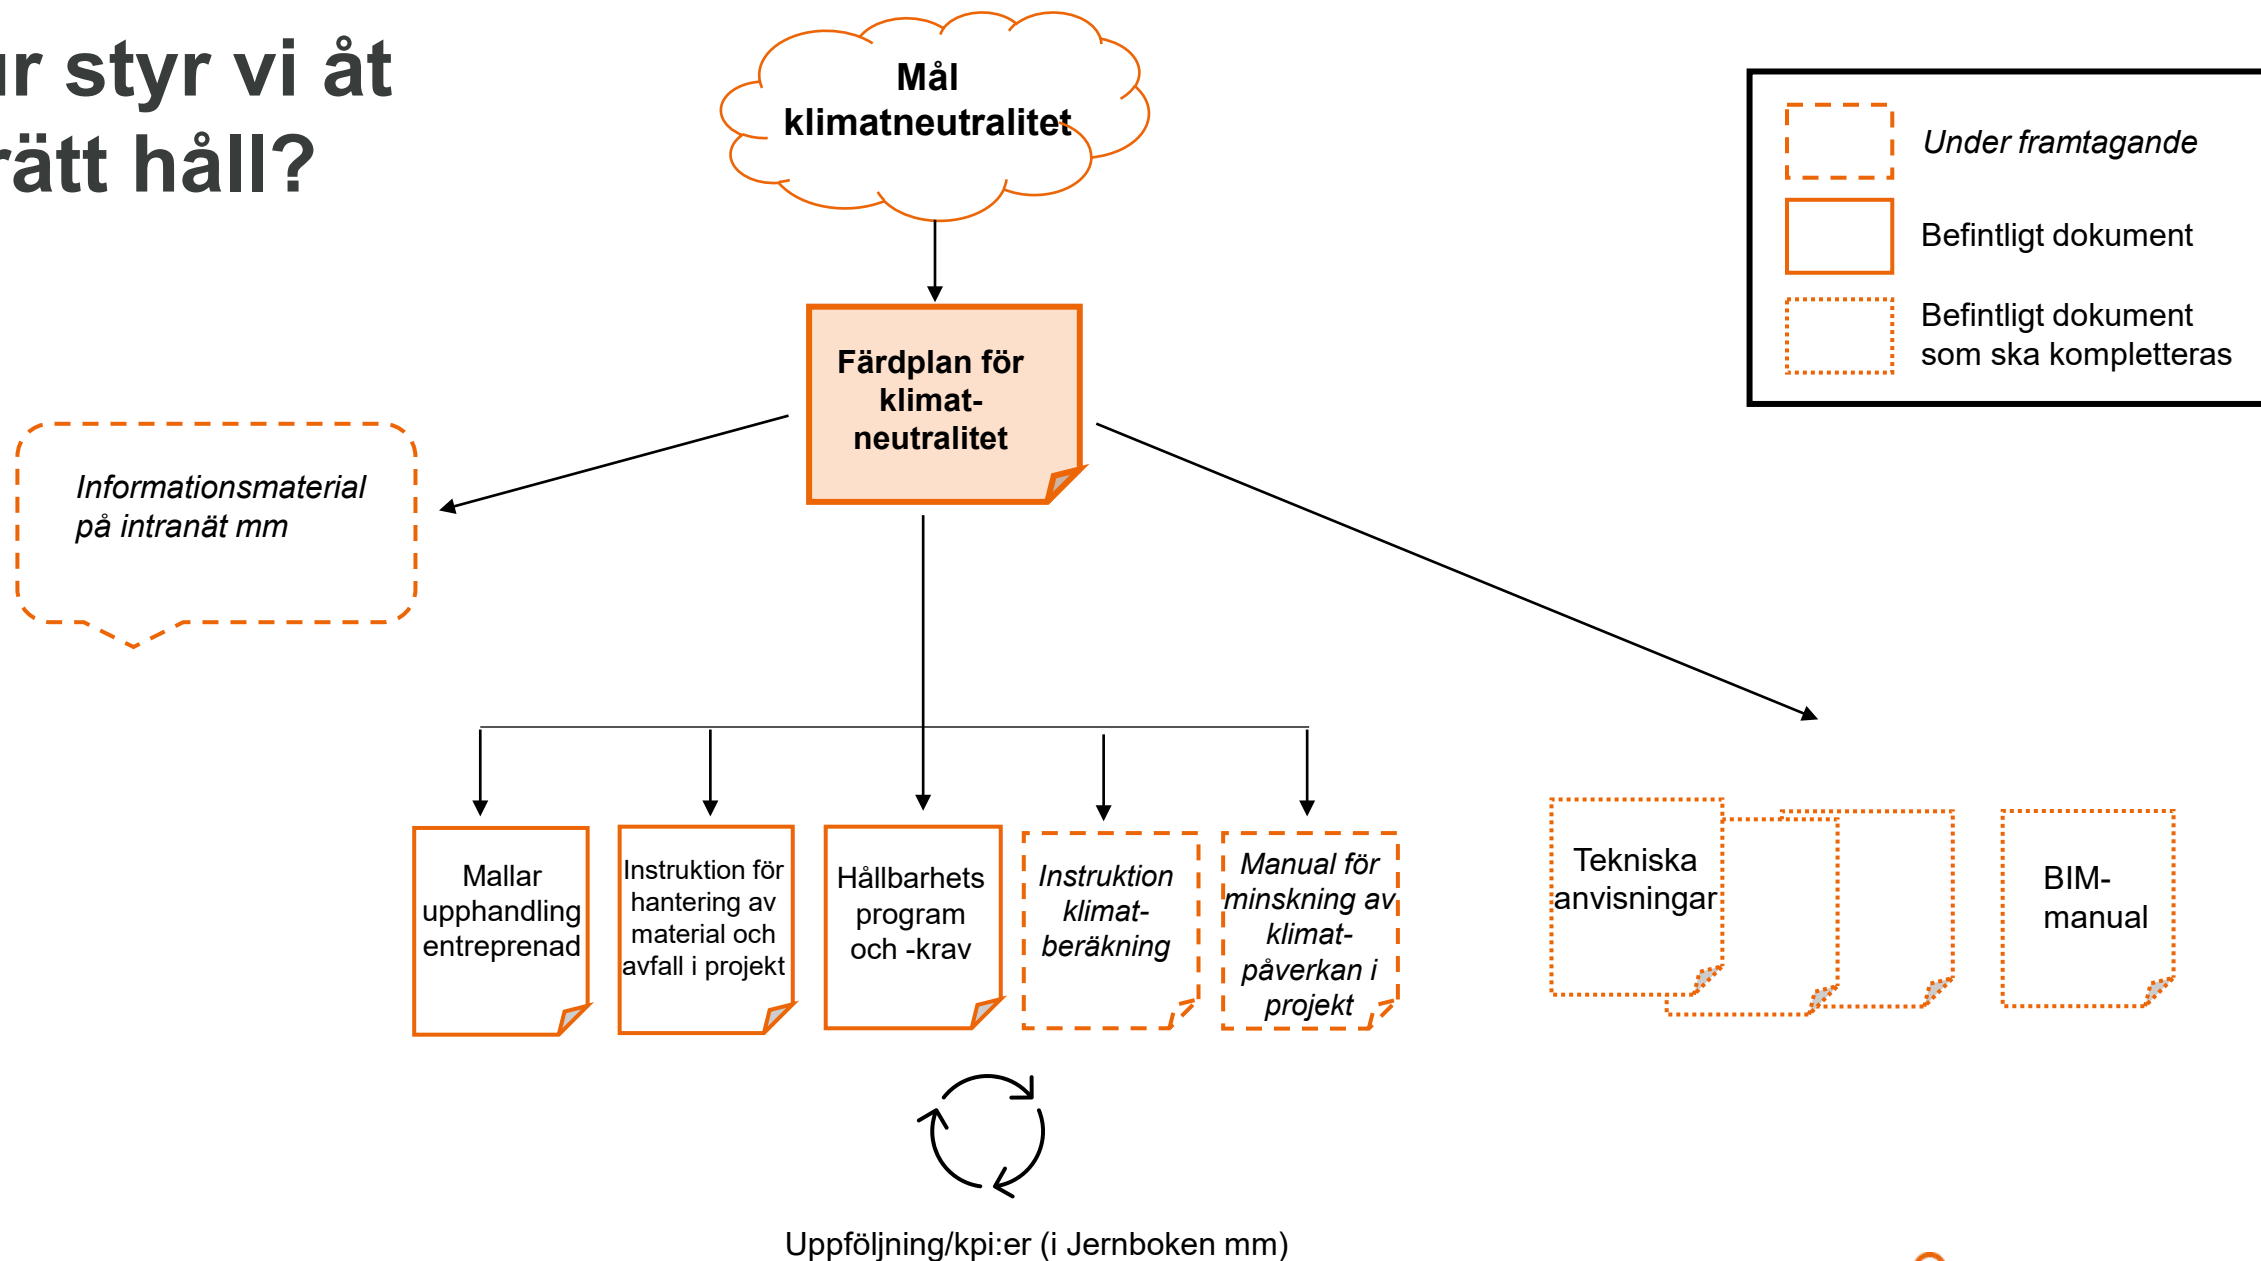 ur styr vi åt
rätt håll?
Mål
klimatneutralitet
Under framtagande
Befintligt dokument
Befintligt dokument
som ska kompletteras
Färdplan för
klimat-
neutralitet
Informationsmaterial
på intranät mm
Mallar
upphandling
entreprenad
Instruktion för
hantering av
material och
avfall i projekt
Hållbarhets
program
och -krav
Instruktion
klimat-
beräkning
Manual för
minskning av
klimat-
påverkan i
projekt
Tekniska
anvisningar
BIM-
manual
Uppföljning/kpi:er (i Jernboken mm)